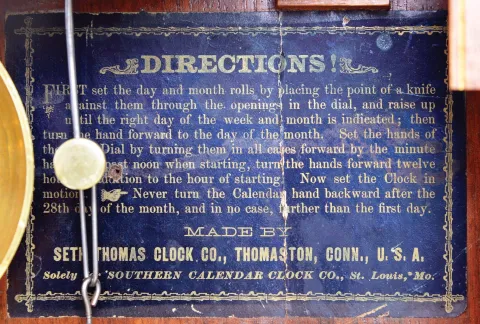 DIRECTIONS!
FIRST set the day and month rolls by placing the point of a knife
against them through the openings in the dial, and raise up
until the right day of the week and month is indicated; then
turn the hand forward to the day of the month. Set the hands of
the Dial by turning them in all cases forward by the minute
past noon when starting, turn the hands forward twelve
to the hour of starting. Now set the Clock in
motion. ☞ Never turn the Calendar hand backward after the
28th day of the month, and in no case, farther than the first day.
MADE BY
SETH THOMAS CLOCK CO., THOMASTON, CONN., U. S. A.
Solely "SOUTHERN CALENDAR CLOCK CO., St. Louis, Mo.